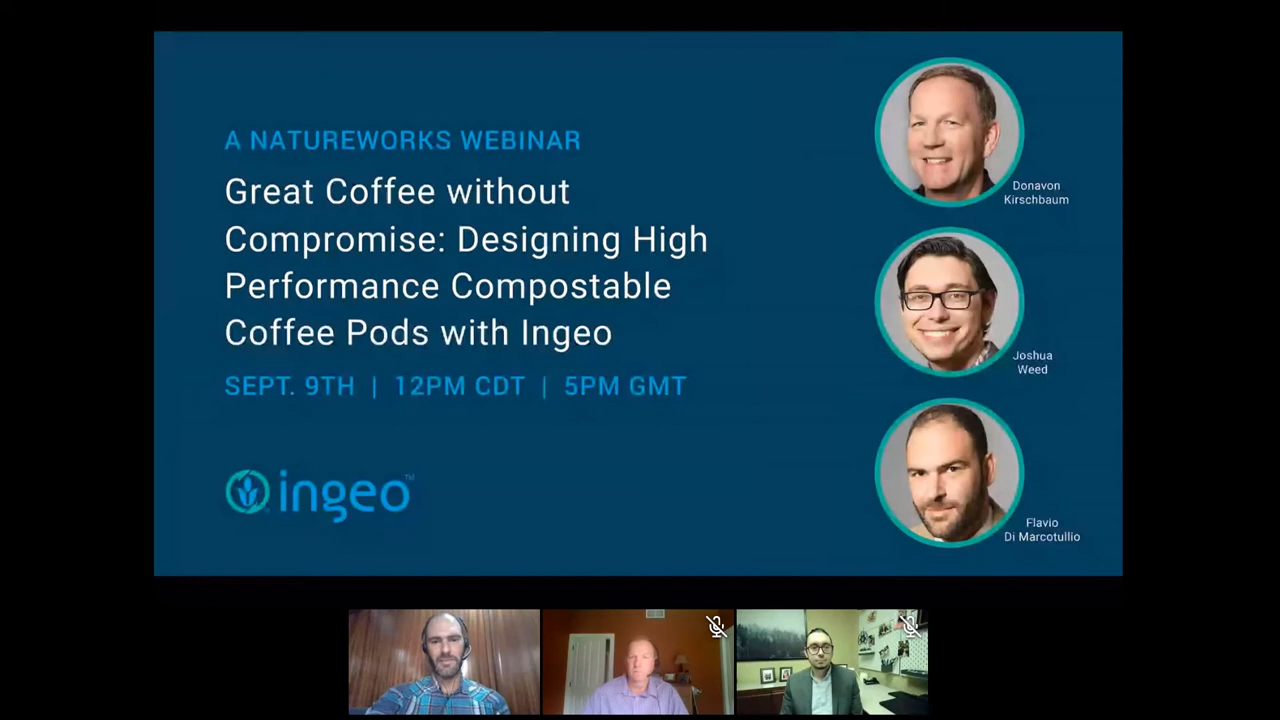 A NATUREWORKS WEBINAR
Great Coffee without
Compromise: Designing High
Performance Compostable
Coffee Pods with Ingeo
SEPT. 9TH | 12PM CDT | 5PM GMT
ingeo™
Donavon
Kirschbaum
Joshua
Weed
Flavio
Di Marcotullio